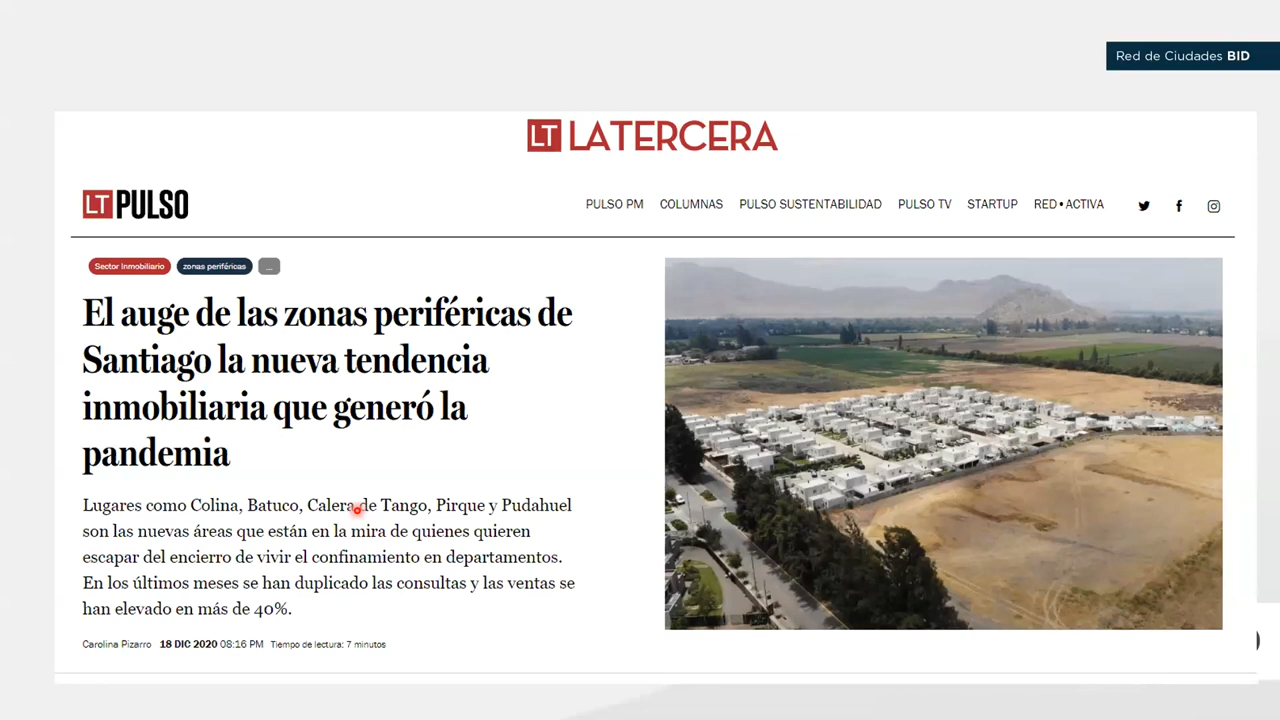 Red de Ciudades BID
LT LATERCERA
LT PULSO
PULSO PM COLUMNAS PULSO SUSTENTABILIDAD PULSO TV STARTUP RED•ACTIVA
Sector Inmobiliario zonas periféricas ...
El auge de las zonas periféricas de
Santiago la nueva tendencia
inmobiliaria que generó la
pandemia
Lugares como Colina, Batuco, Calera de Tango, Pirque y Pudahuel
son las nuevas áreas que están en la mira de quienes quieren
escapar del encierro de vivir el confinamiento en departamentos.
En los últimos meses se han duplicado las consultas y las ventas se
han elevado en más de 40%.
Carolina Pizarro 18 DIC 2020 08:16 PM Tiempo de lectura: 7 minutos